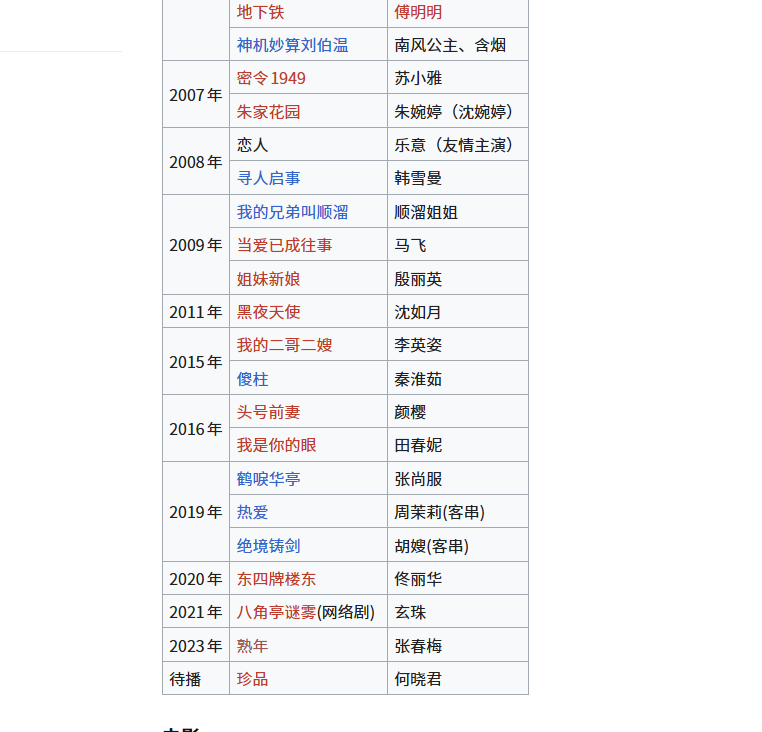 地下铁 傅明明
神机妙算刘伯温 南风公主、含烟
2007年 密令1949 苏小雅
朱家花园 朱婉婷（沈婉婷）
2008年 恋人 乐意（友情主演）
寻人启事 韩雪曼
2009年 我的兄弟叫顺溜 顺溜姐姐
当爱已成往事 马飞
姐妹新娘 殷丽英
2011年 黑夜天使 沈如月
2015年 我的二哥二嫂 李英姿
傻柱 秦淮茹
2016年 头号前妻 颜樱
我是你的眼 田春妮
2019年 鹤唳华亭 张尚服
热爱 周茉莉(客串)
绝境铸剑 胡嫂(客串)
2020年 东四牌楼东 佟丽华
2021年 八角亭谜雾(网络剧) 玄珠
2023年 熟年 张春梅
待播 珍品 何晓君